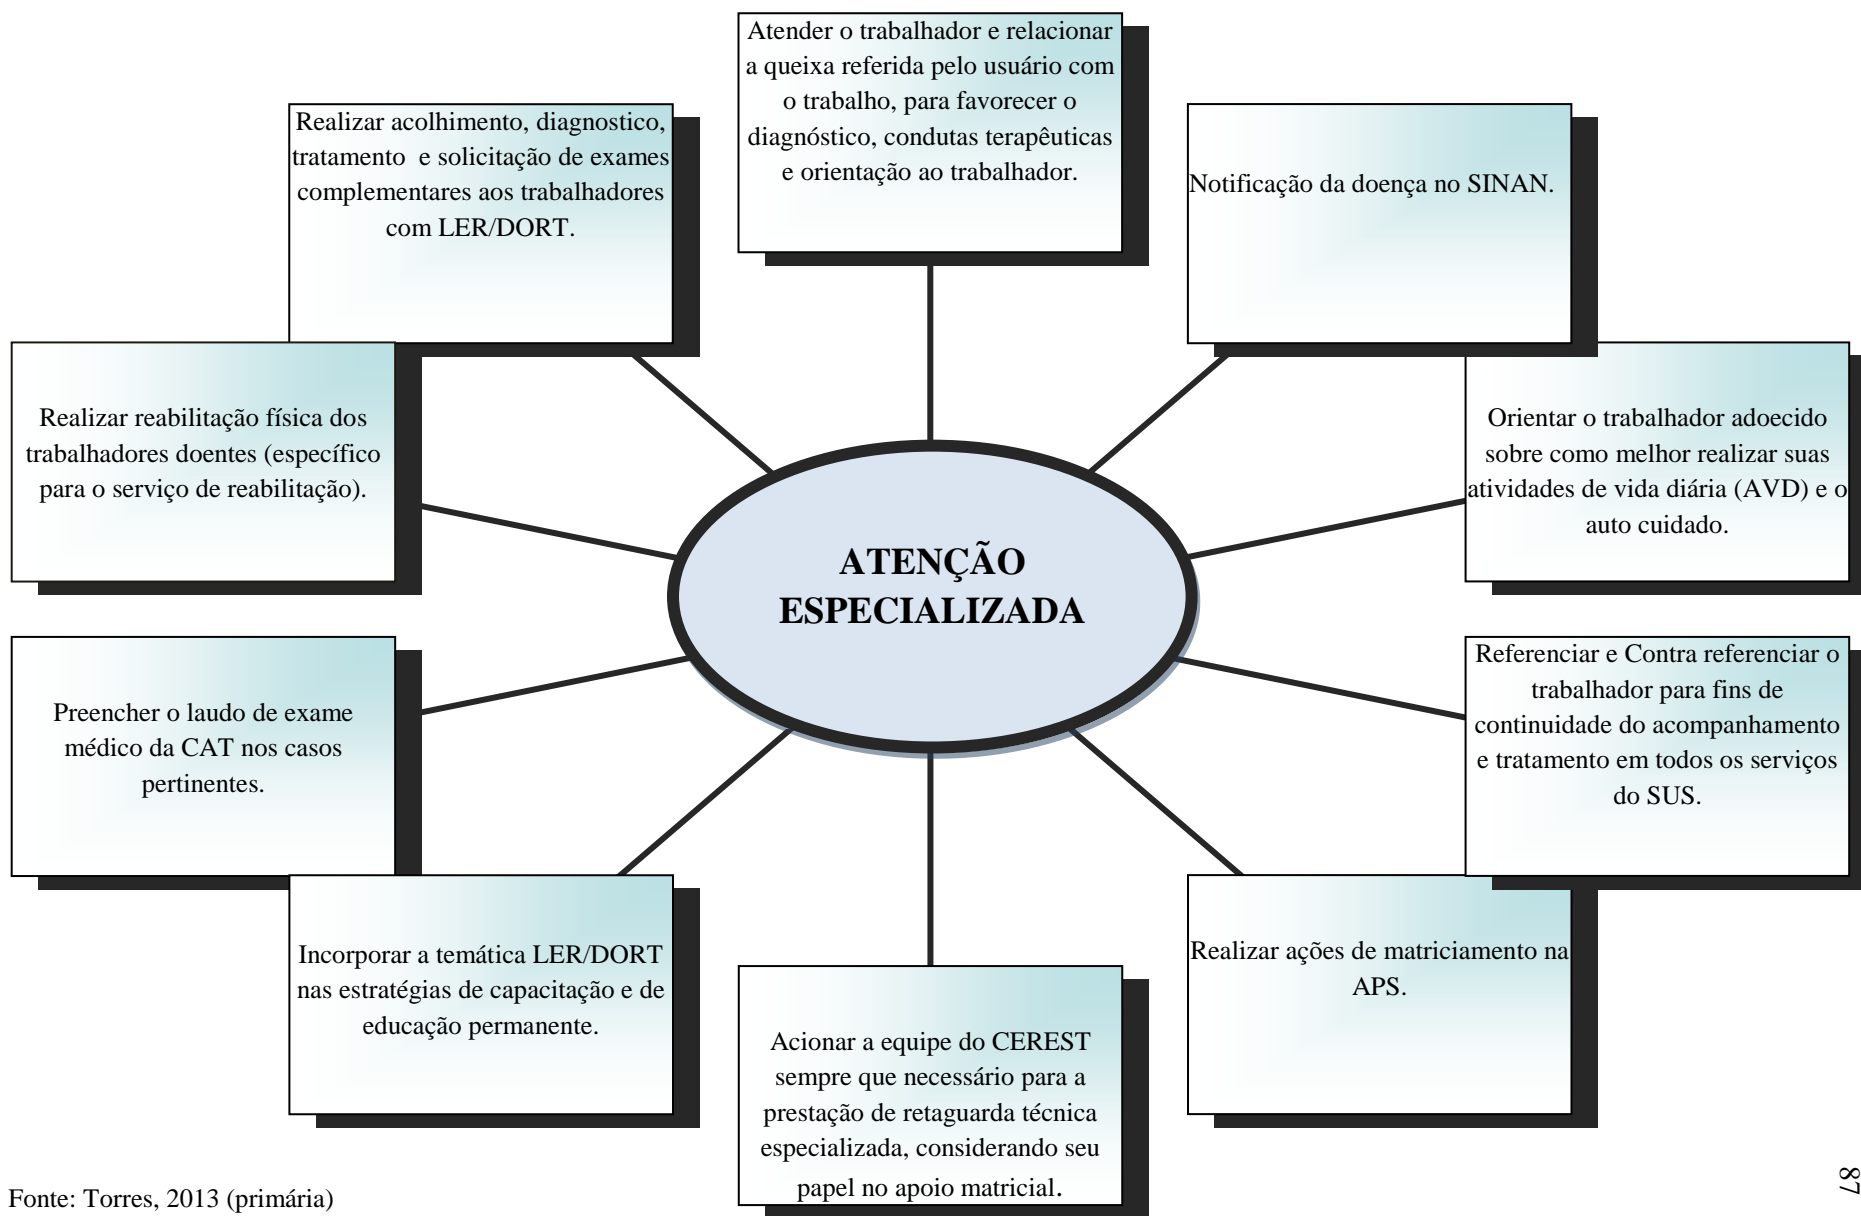 Atender o trabalhador e relacionar
a queixa referida pelo usuário com
o trabalho, para favorecer o
diagnóstico, condutas terapêuticas
e orientação ao trabalhador.
Notificação da doença no SINAN.
Orientar o trabalhador adoecido
sobre como melhor realizar suas
atividades de vida diária (AVD) e o
auto cuidado.
Referenciar e Contra referenciar o
trabalhador para fins de
continuidade do acompanhamento
e tratamento em todos os serviços
do SUS.
Realizar ações de matriciamento na
APS.
Acionar a equipe do CEREST
sempre que necessário para a
prestação de retaguarda técnica
especializada, considerando seu
papel no apoio matricial.
Incorporar a temática LER/DORT
nas estratégias de capacitação e de
educação permanente.
Preencher o laudo de exame
médico da CAT nos casos
pertinentes.
Realizar reabilitação física dos
trabalhadores doentes (específico
para o serviço de reabilitação).
Realizar acolhimento, diagnostico,
tratamento  e solicitação de exames
complementares aos trabalhadores
com LER/DORT.
ATENÇÃO
ESPECIALIZADA
Fonte: Torres, 2013 (primária)
87